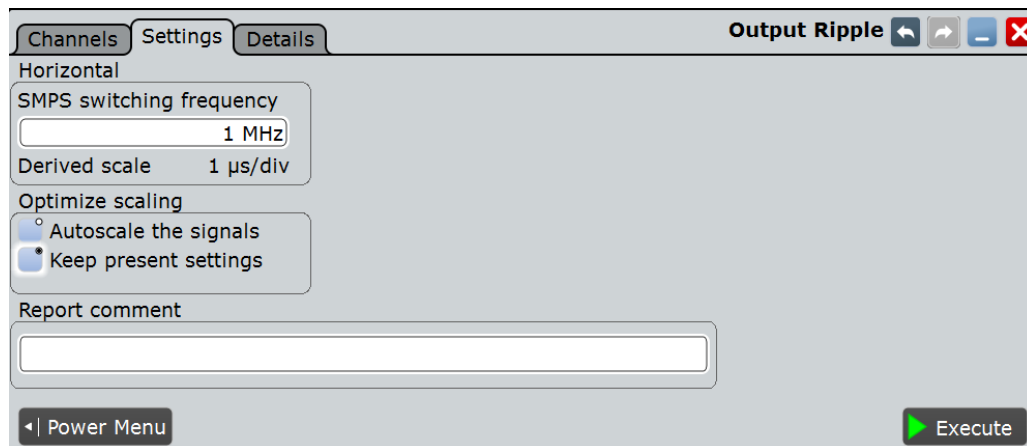 Channels Settings Details Output Ripple
Horizontal
SMPS switching frequency
1 MHz
Derived scale 1 µs/div
Optimize scaling
Autoscale the signals
Keep present settings
Report comment
Power Menu Execute